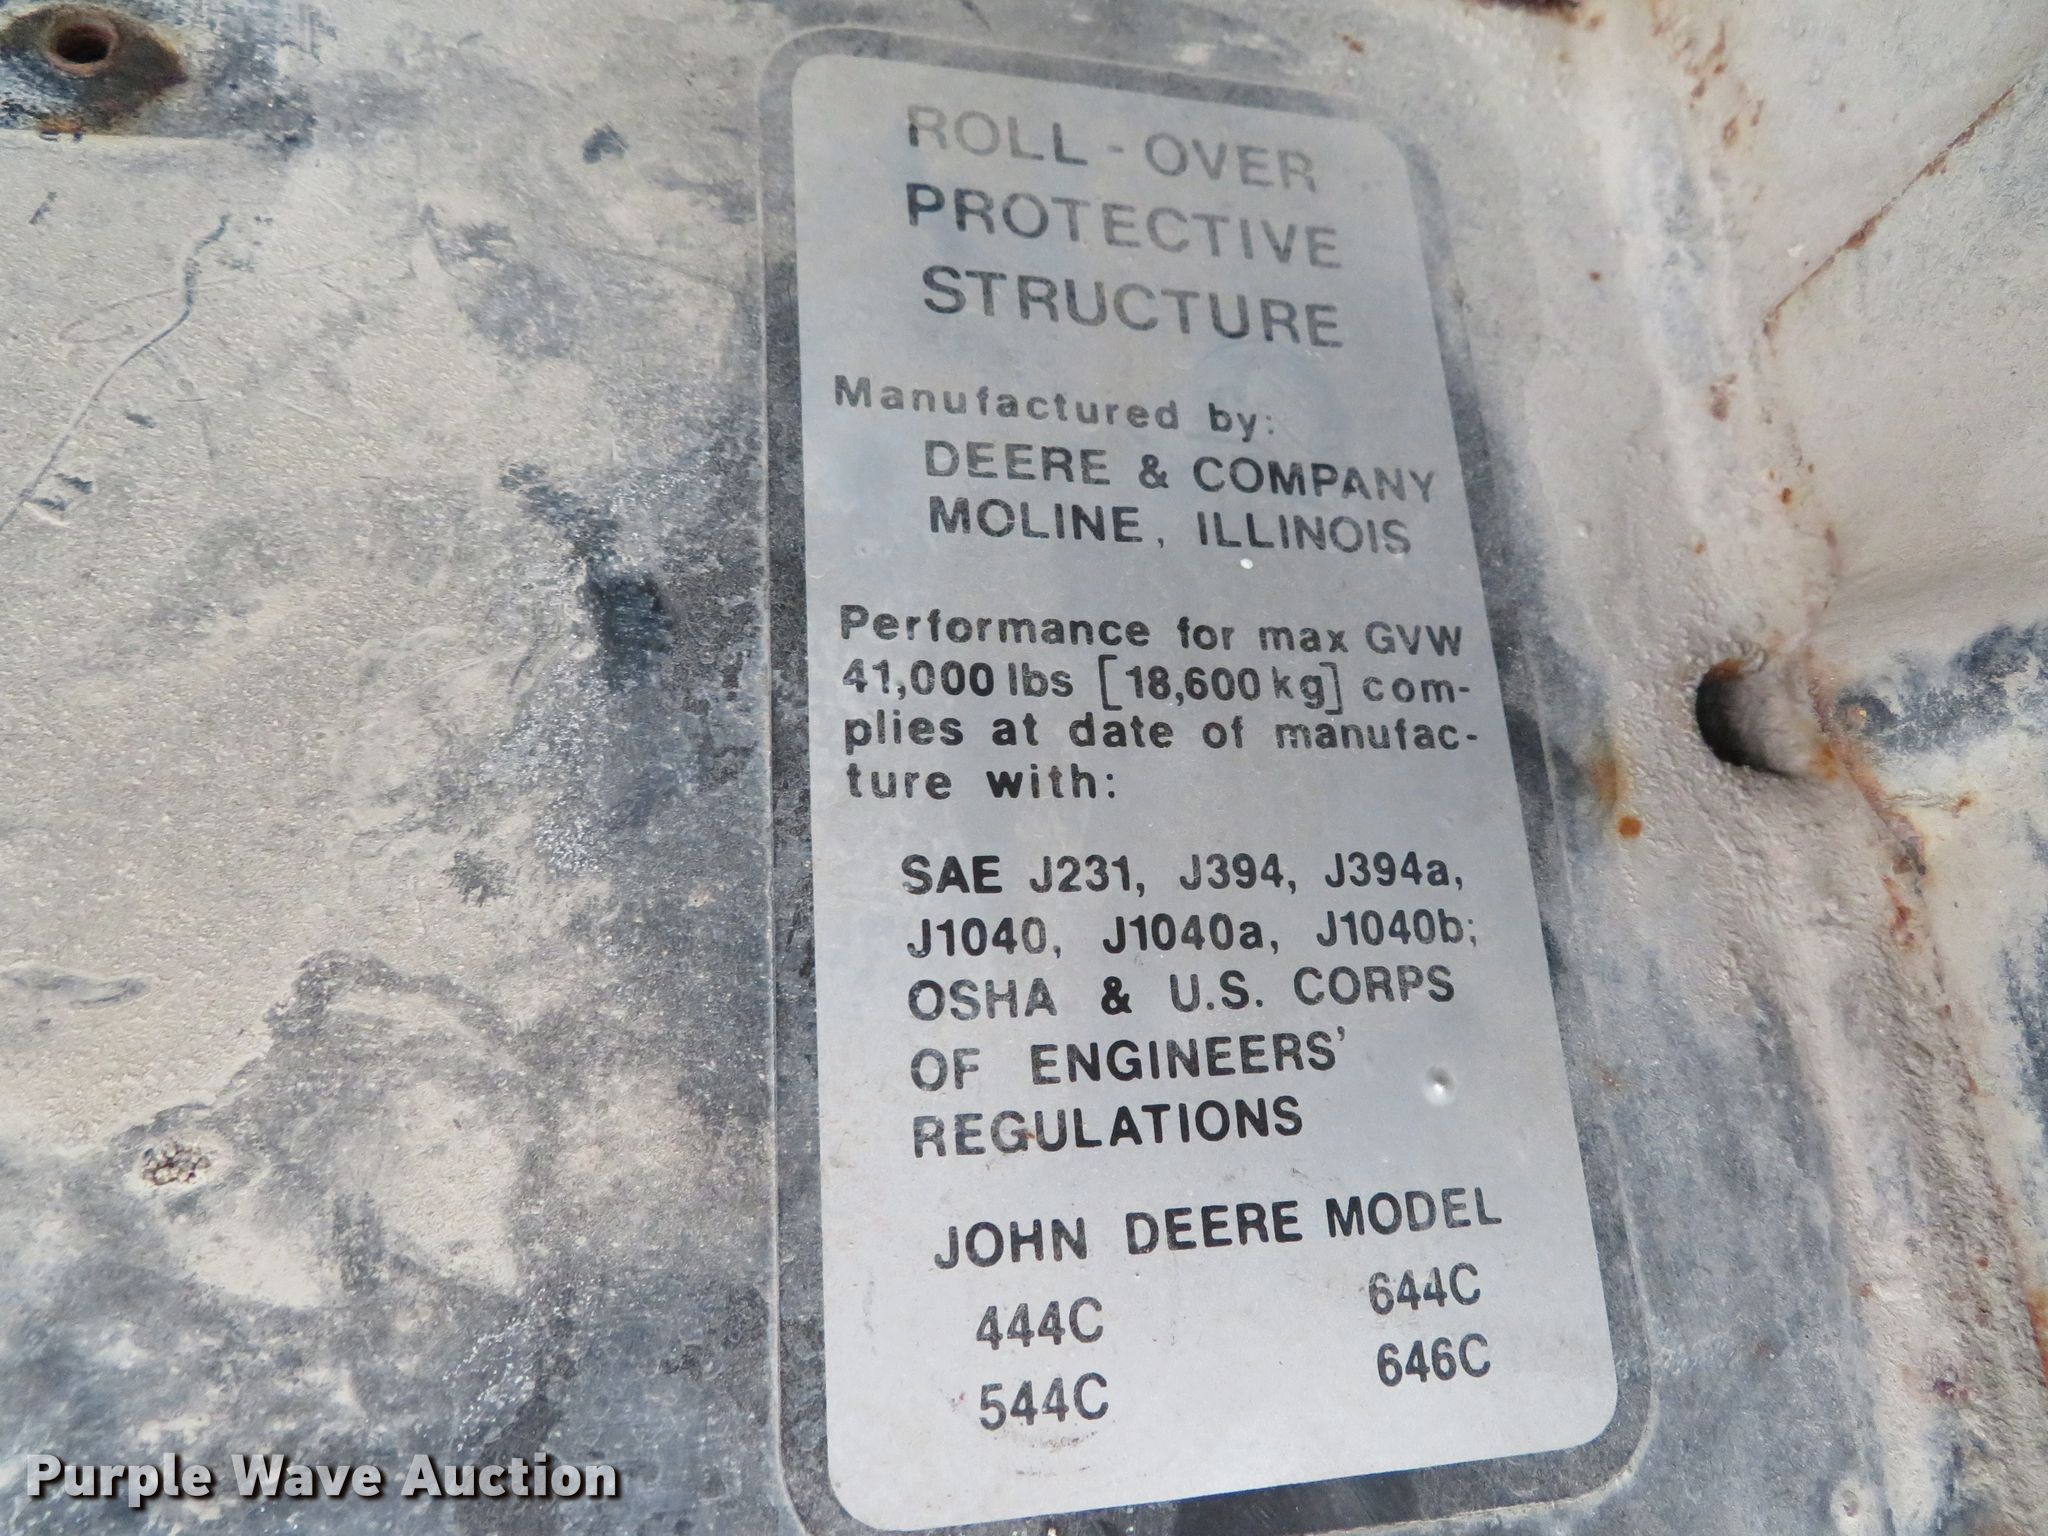 ROLL-OVER
PROTECTIVE
STRUCTURE
Manufactured by:
DEERE & COMPANY
MOLINE, ILLINOIS
Performance for max GVW
41,000 lbs [18,600 kg] com-
plies at date of manufac-
ture with:
SAE J231, J394, J394a,
J1040, J1040a, J1040b;
OSHA & U.S. CORPS
OF ENGINEERS'
REGULATIONS
JOHN DEERE MODEL
444C 644C
544C 646C
Purple Wave Auction